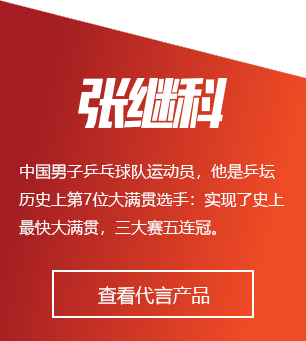 张继科
中国男子乒乓球队运动员，他是乒坛
历史上第7位大满贯选手：实现了史上
最快大满贯，三大赛五连冠。
查看代言产品